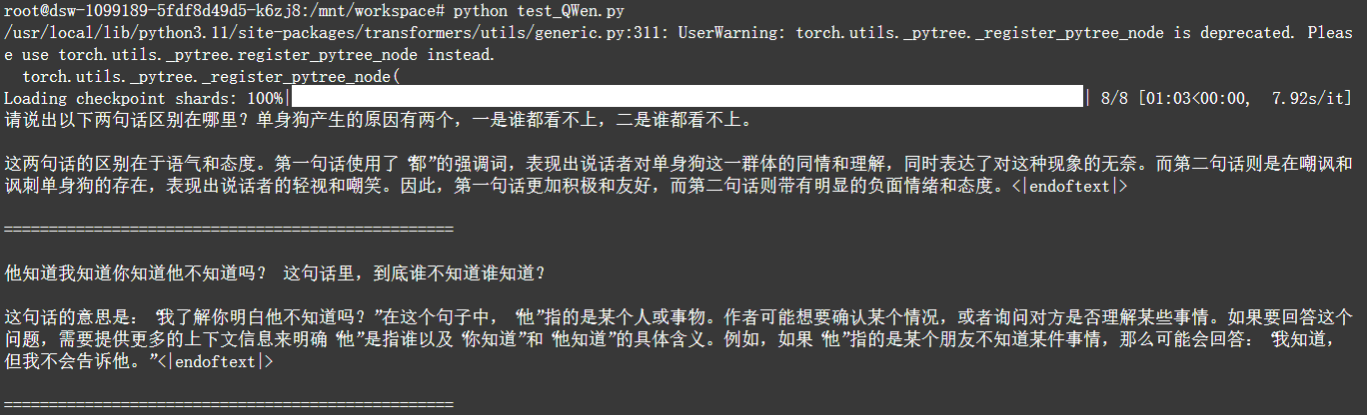 root@dsw-1099189-5fdf8d49d5-k6zj8:/mnt/workspace# python test_QWen.py
/usr/local/lib/python3.11/site-packages/transformers/utils/generic.py:311: UserWarning: torch.utils._pytree._register_pytree_node is deprecated. Pleas
e use torch.utils._pytree.register_pytree_node instead.
  torch.utils._pytree._register_pytree_node(
Loading checkpoint shards: 100%|██████████| 8/8 [01:03<00:00,  7.92s/it]
请说出以下两句话区别在哪里？单身狗产生的原因有两个，一是谁都看不上，二是谁都看不上。
这两句话的区别在于语气和态度。第一句话使用了“都”的强调词，表现出说话者对单身狗这一群体的同情和理解，同时表达了对这种现象的无奈。而第二句话则是在嘲讽和
讽刺单身狗的存在，表现出说话者的轻视和嘲笑。因此，第一句话更加积极和友好，而第二句话则带有明显的负面情绪和态度。<|endoftext|>
==================================================
他知道我知道你知道他不知道吗？ 这句话里，到底谁不知道谁知道？
这句话的意思是：“我了解你明白他不知道吗？”在这个句子中，“他”指的是某个人或事物。作者可能想要确认某个情况，或者询问对方是否理解某些事情。如果要回答这个
问题，需要提供更多的上下文信息来明确“他”是指谁以及“你知道”和“他知道”的具体含义。例如，如果“他”指的是某个朋友不知道某件事情，那么可能会回答：“我知道，
但我不会告诉他。”<|endoftext|>
==================================================